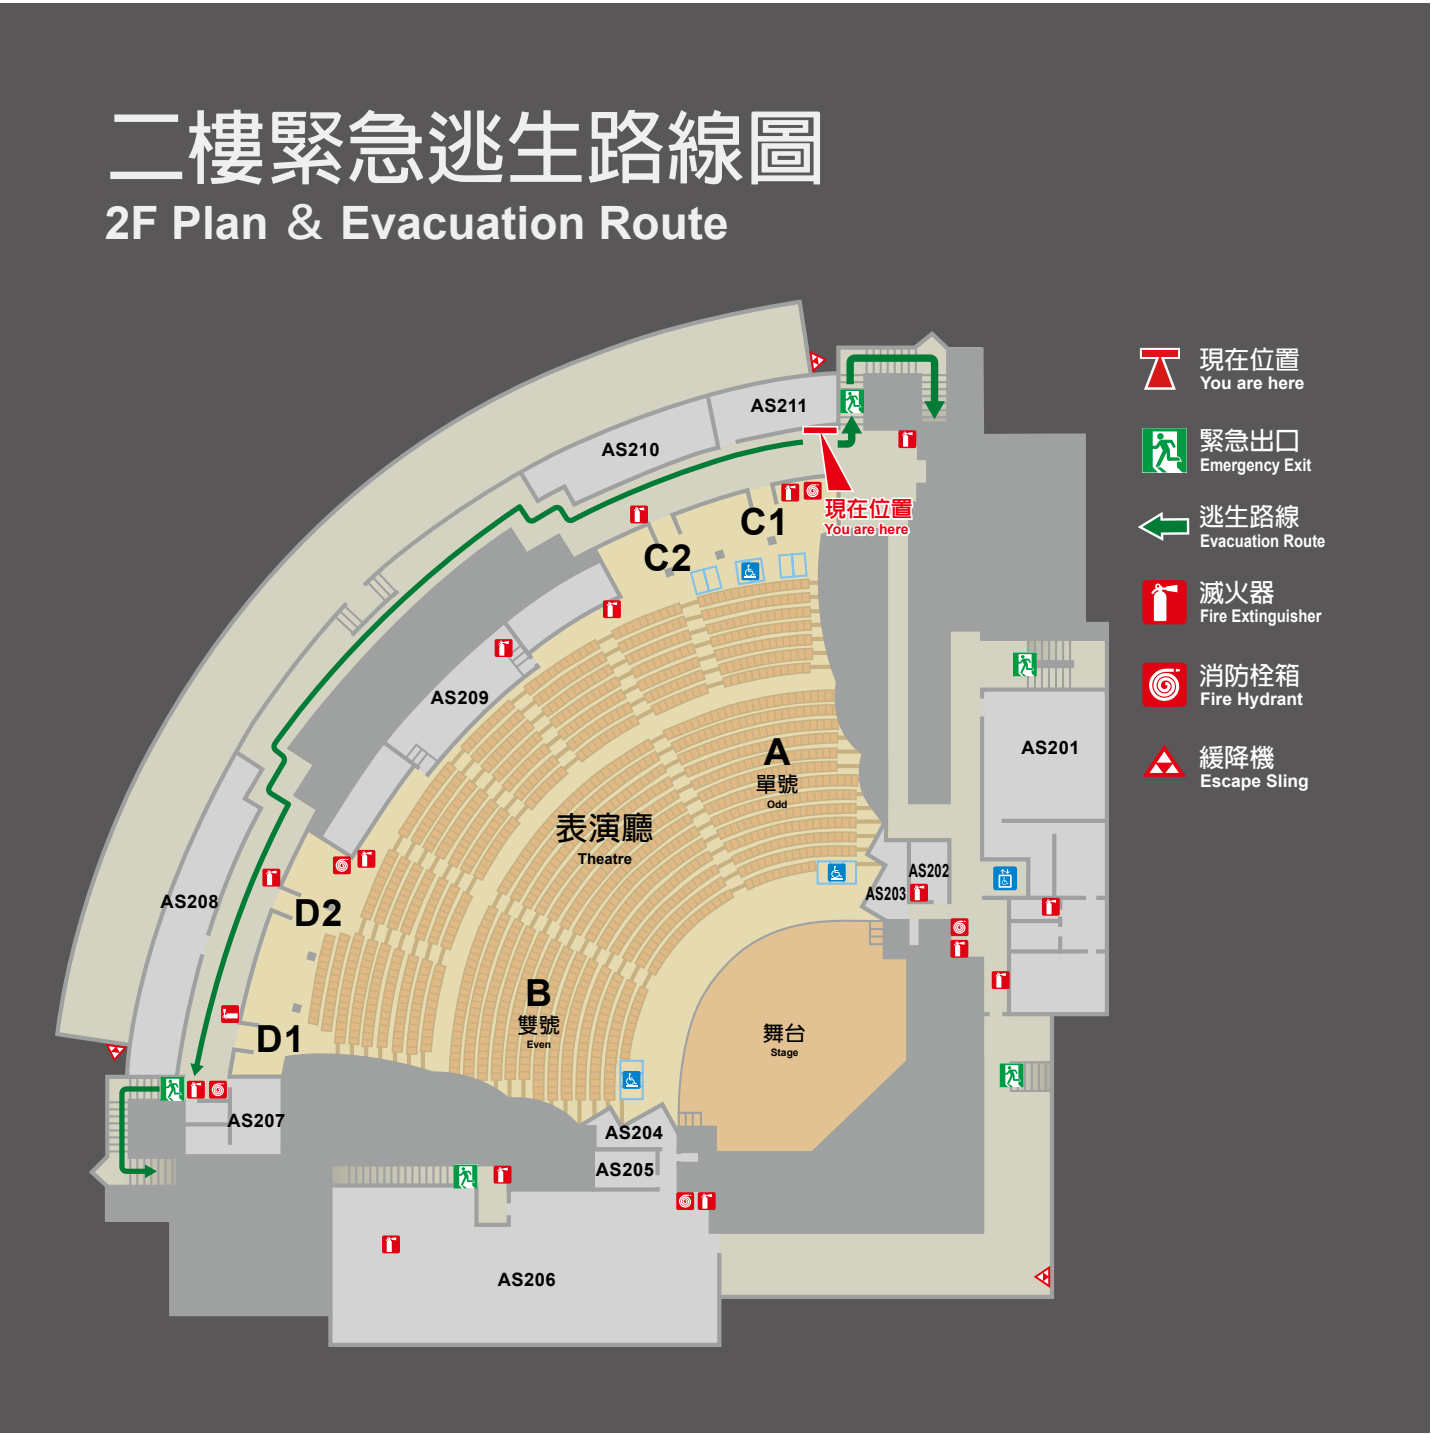 二樓緊急逃生路線圖
2F Plan & Evacuation Route
現在位置
You are here
緊急出口
Emergency Exit
逃生路線
Evacuation Route
滅火器
Fire Extinguisher
消防栓箱
Fire Hydrant
緩降機
Escape Sling
AS211
AS210
現在位置
You are here
C1
C2
AS209
A
單號
Odd
表演廳
Theatre
AS201
AS202
AS203
AS208
D2
B
雙號
Even
D1
舞台
Stage
AS207
AS204
AS205
AS206